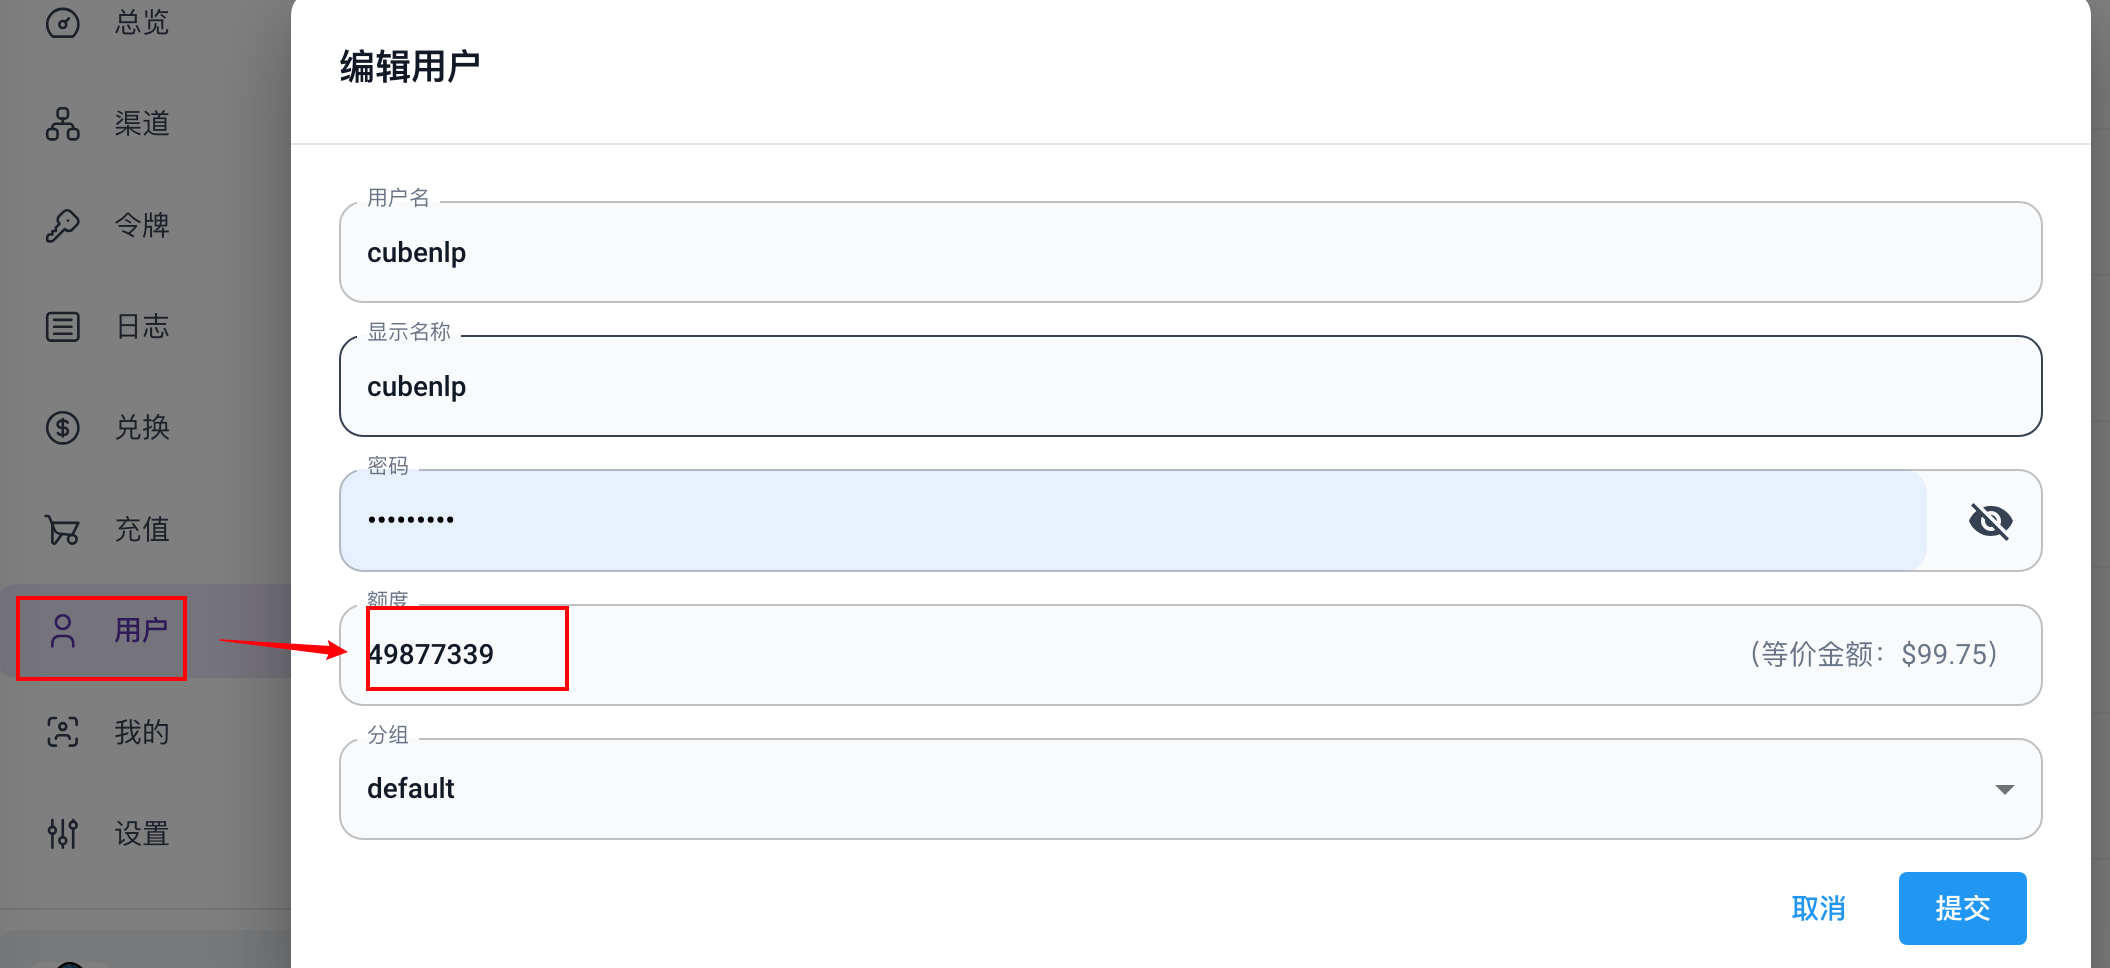 总览
渠道
令牌
日志
兑换
充值
用户
我的
设置
编辑用户
用户名
cubenlp
显示名称
cubenlp
密码
•••••••••
额度
49877339
(等价金额：$99.75)
分组
default
取消
提交